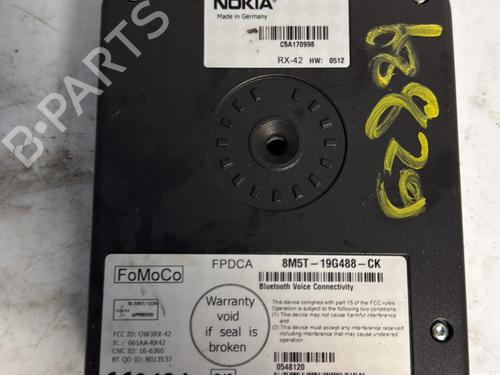 NOKIA
Made in Germany
C5A170998
RX-42 HW: 0512
62829
B-PARTS
FoMoCo
FPDCA 8M5T-19G488-CK
Bluetooth Voice Connectivity
APPROVED
Warranty
void
if seal is
broken
This device complies with part 15 of the FCC rules
Operation is subject to the following two conditions:
(1) This device may not cause harmful interference and
(2) This device must accept any interference received
including interference that may cause undesired operation.
FCC ID: OW3RX-42
IC : 661AA-RX42
CNC ID: 16-6360
BT QD ID: B013537
0548120